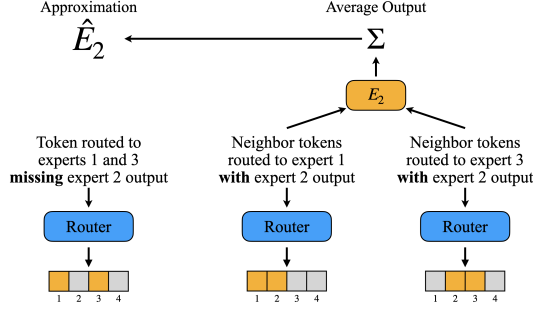 Approximation
Average Output
Ê₂
Σ
E₂
Token routed to
experts 1 and 3
missing expert 2 output
Neighbor tokens
routed to expert 1
with expert 2 output
Neighbor tokens
routed to expert 3
with expert 2 output
Router
Router
Router
1 2 3 4
1 2 3 4
1 2 3 4